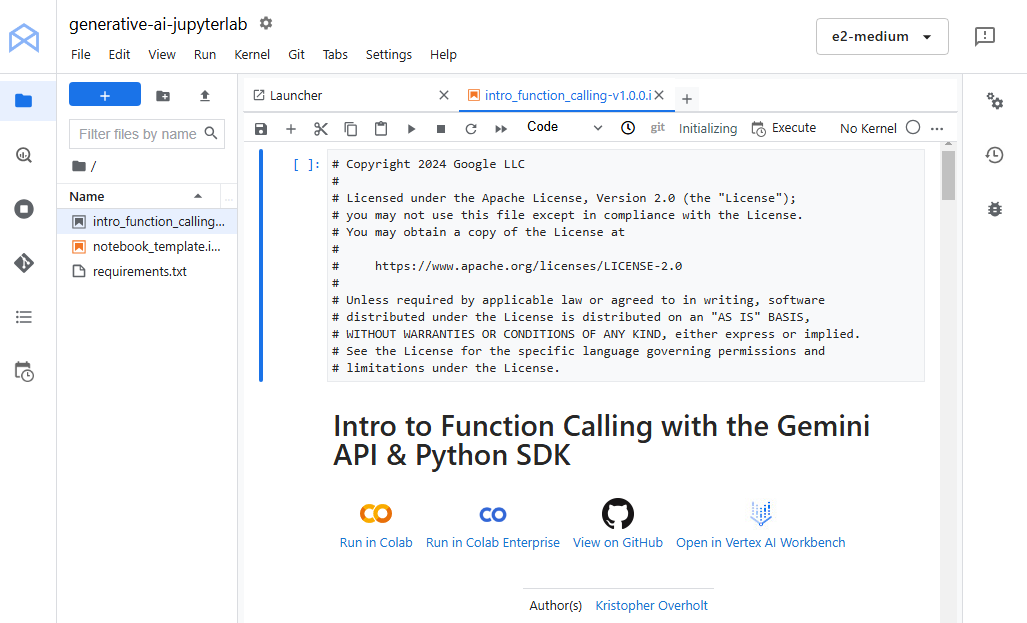 generative-ai-jupyterlab
e2-medium
File Edit View Run Kernel Git Tabs Settings Help
Launcher
intro_function_calling-v1.0.0.i
Filter files by name
/
Name
intro_function_calling...
notebook_template.i...
requirements.txt
Code
git
Initializing
Execute
No Kernel
[ ]:
# Copyright 2024 Google LLC
#
# Licensed under the Apache License, Version 2.0 (the "License");
# you may not use this file except in compliance with the License.
# You may obtain a copy of the License at
#
#     https://www.apache.org/licenses/LICENSE-2.0
#
# Unless required by applicable law or agreed to in writing, software
# distributed under the License is distributed on an "AS IS" BASIS,
# WITHOUT WARRANTIES OR CONDITIONS OF ANY KIND, either express or implied.
# See the License for the specific language governing permissions and
# limitations under the License.
Intro to Function Calling with the Gemini
API & Python SDK
Run in Colab
Run in Colab Enterprise
View on GitHub
Open in Vertex AI Workbench
Author(s) Kristopher Overholt